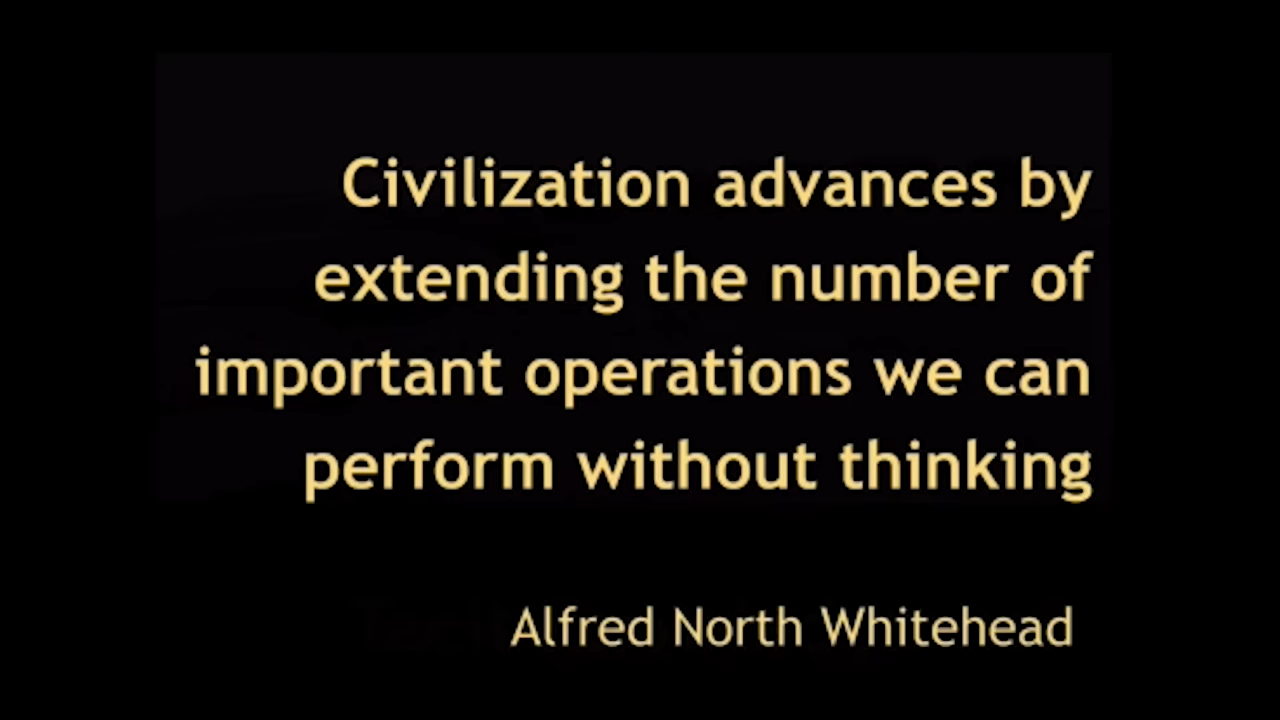 Civilization advances by
extending the number of
important operations we can
perform without thinking
Alfred North Whitehead